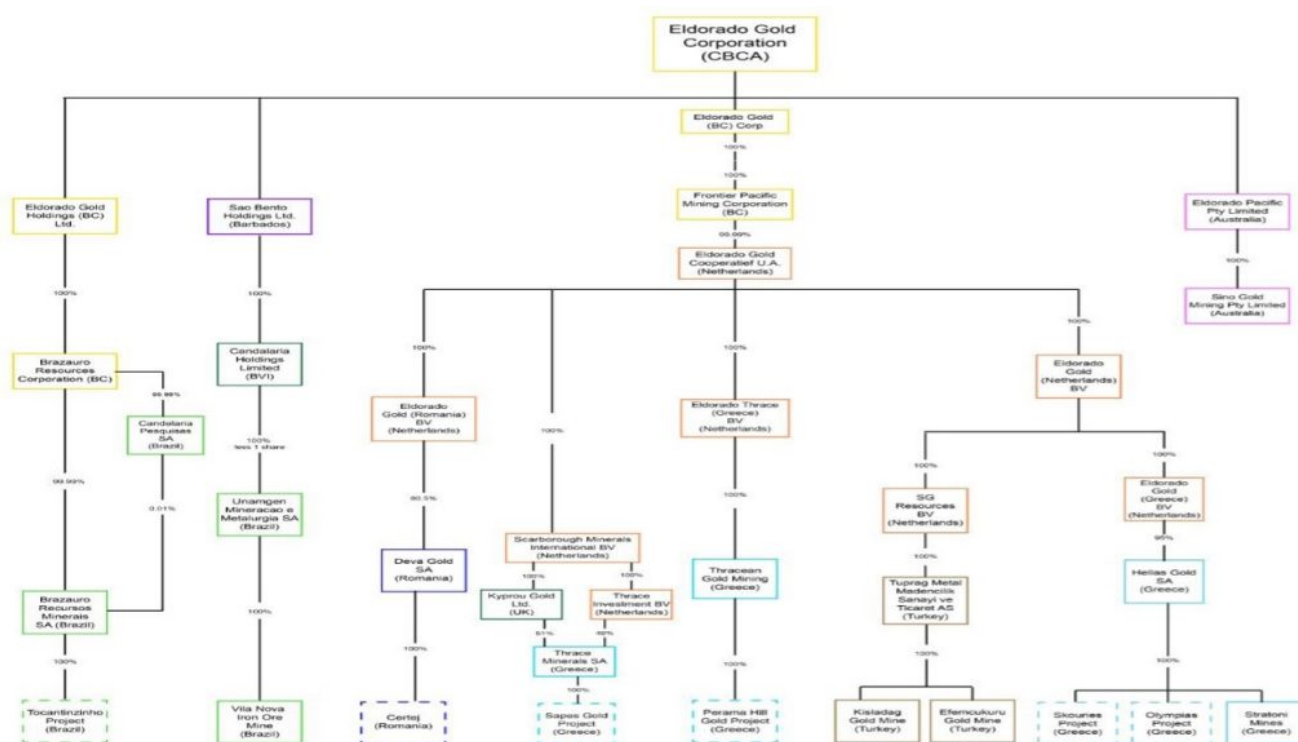 Eldorado Gold
Corporation
(CBCA)
Eldorado Gold
(BC) Corp
100%
100%
Eldorado Gold
Holdings (BC)
Ltd.
Sao Bento
Holdings Ltd.
(Barbados)
Frontier Pacific
Mining Corporation
(BC)
Eldorado Pacific
Pty Limited
(Australia)
99.99%
Eldorado Gold
Cooperatief U.A.
(Netherlands)
100%
100%
100%
Sino Gold
Mining Pty Limited
(Australia)
100%
100%
100%
Brazauro
Resources
Corporation (BC)
Candalaria
Holdings
Limited
(BVI)
Eldorado
Gold
(Netherlands)
BV
99.99%
Candelaria
Pesquisas
SA
(Brazil)
Eldorado
Gold (Romania)
BV
(Netherlands)
100%
Eldorado Thrace
(Greece)
BV
(Netherlands)
100%
less 1 share
100%
100%
99.99%
0.01%
Unamgen
Mineracao e
Metalurgia SA
(Brazil)
80.5%
100%
SG
Resources
BV
(Netherlands)
Eldorado
Gold
(Greece)
BV
(Netherlands)
Scarborough Minerals
International BV
(Netherlands)
95%
Deva Gold
SA
(Romania)
100%
100%
Thracean
Gold Mining
(Greece)
100%
Hellas Gold
SA
(Greece)
Brazauro
Recursos
Minerais
SA (Brazil)
100%
Kyprou Gold
Ltd.
(UK)
Thrace
Investment BV
(Netherlands)
Tuprag Metal
Madencilik
Sanayi ve
Ticaret AS
(Turkey)
51%
49%
100%
100%
Thrace
Minerals SA
(Greece)
100%
100%
100%
100%
Tocantinzinho
Project
(Brazil)
Vila Nova
Iron Ore
Mine
(Brazil)
Certej
(Romania)
Sapes Gold
Project
(Greece)
Perama Hill
Gold Project
(Greece)
Kisladag
Gold Mine
(Turkey)
Efemcukuru
Gold Mine
(Turkey)
Skouries
Project
(Greece)
Olympias
Project
(Greece)
Stratoni
Mines
(Greece)